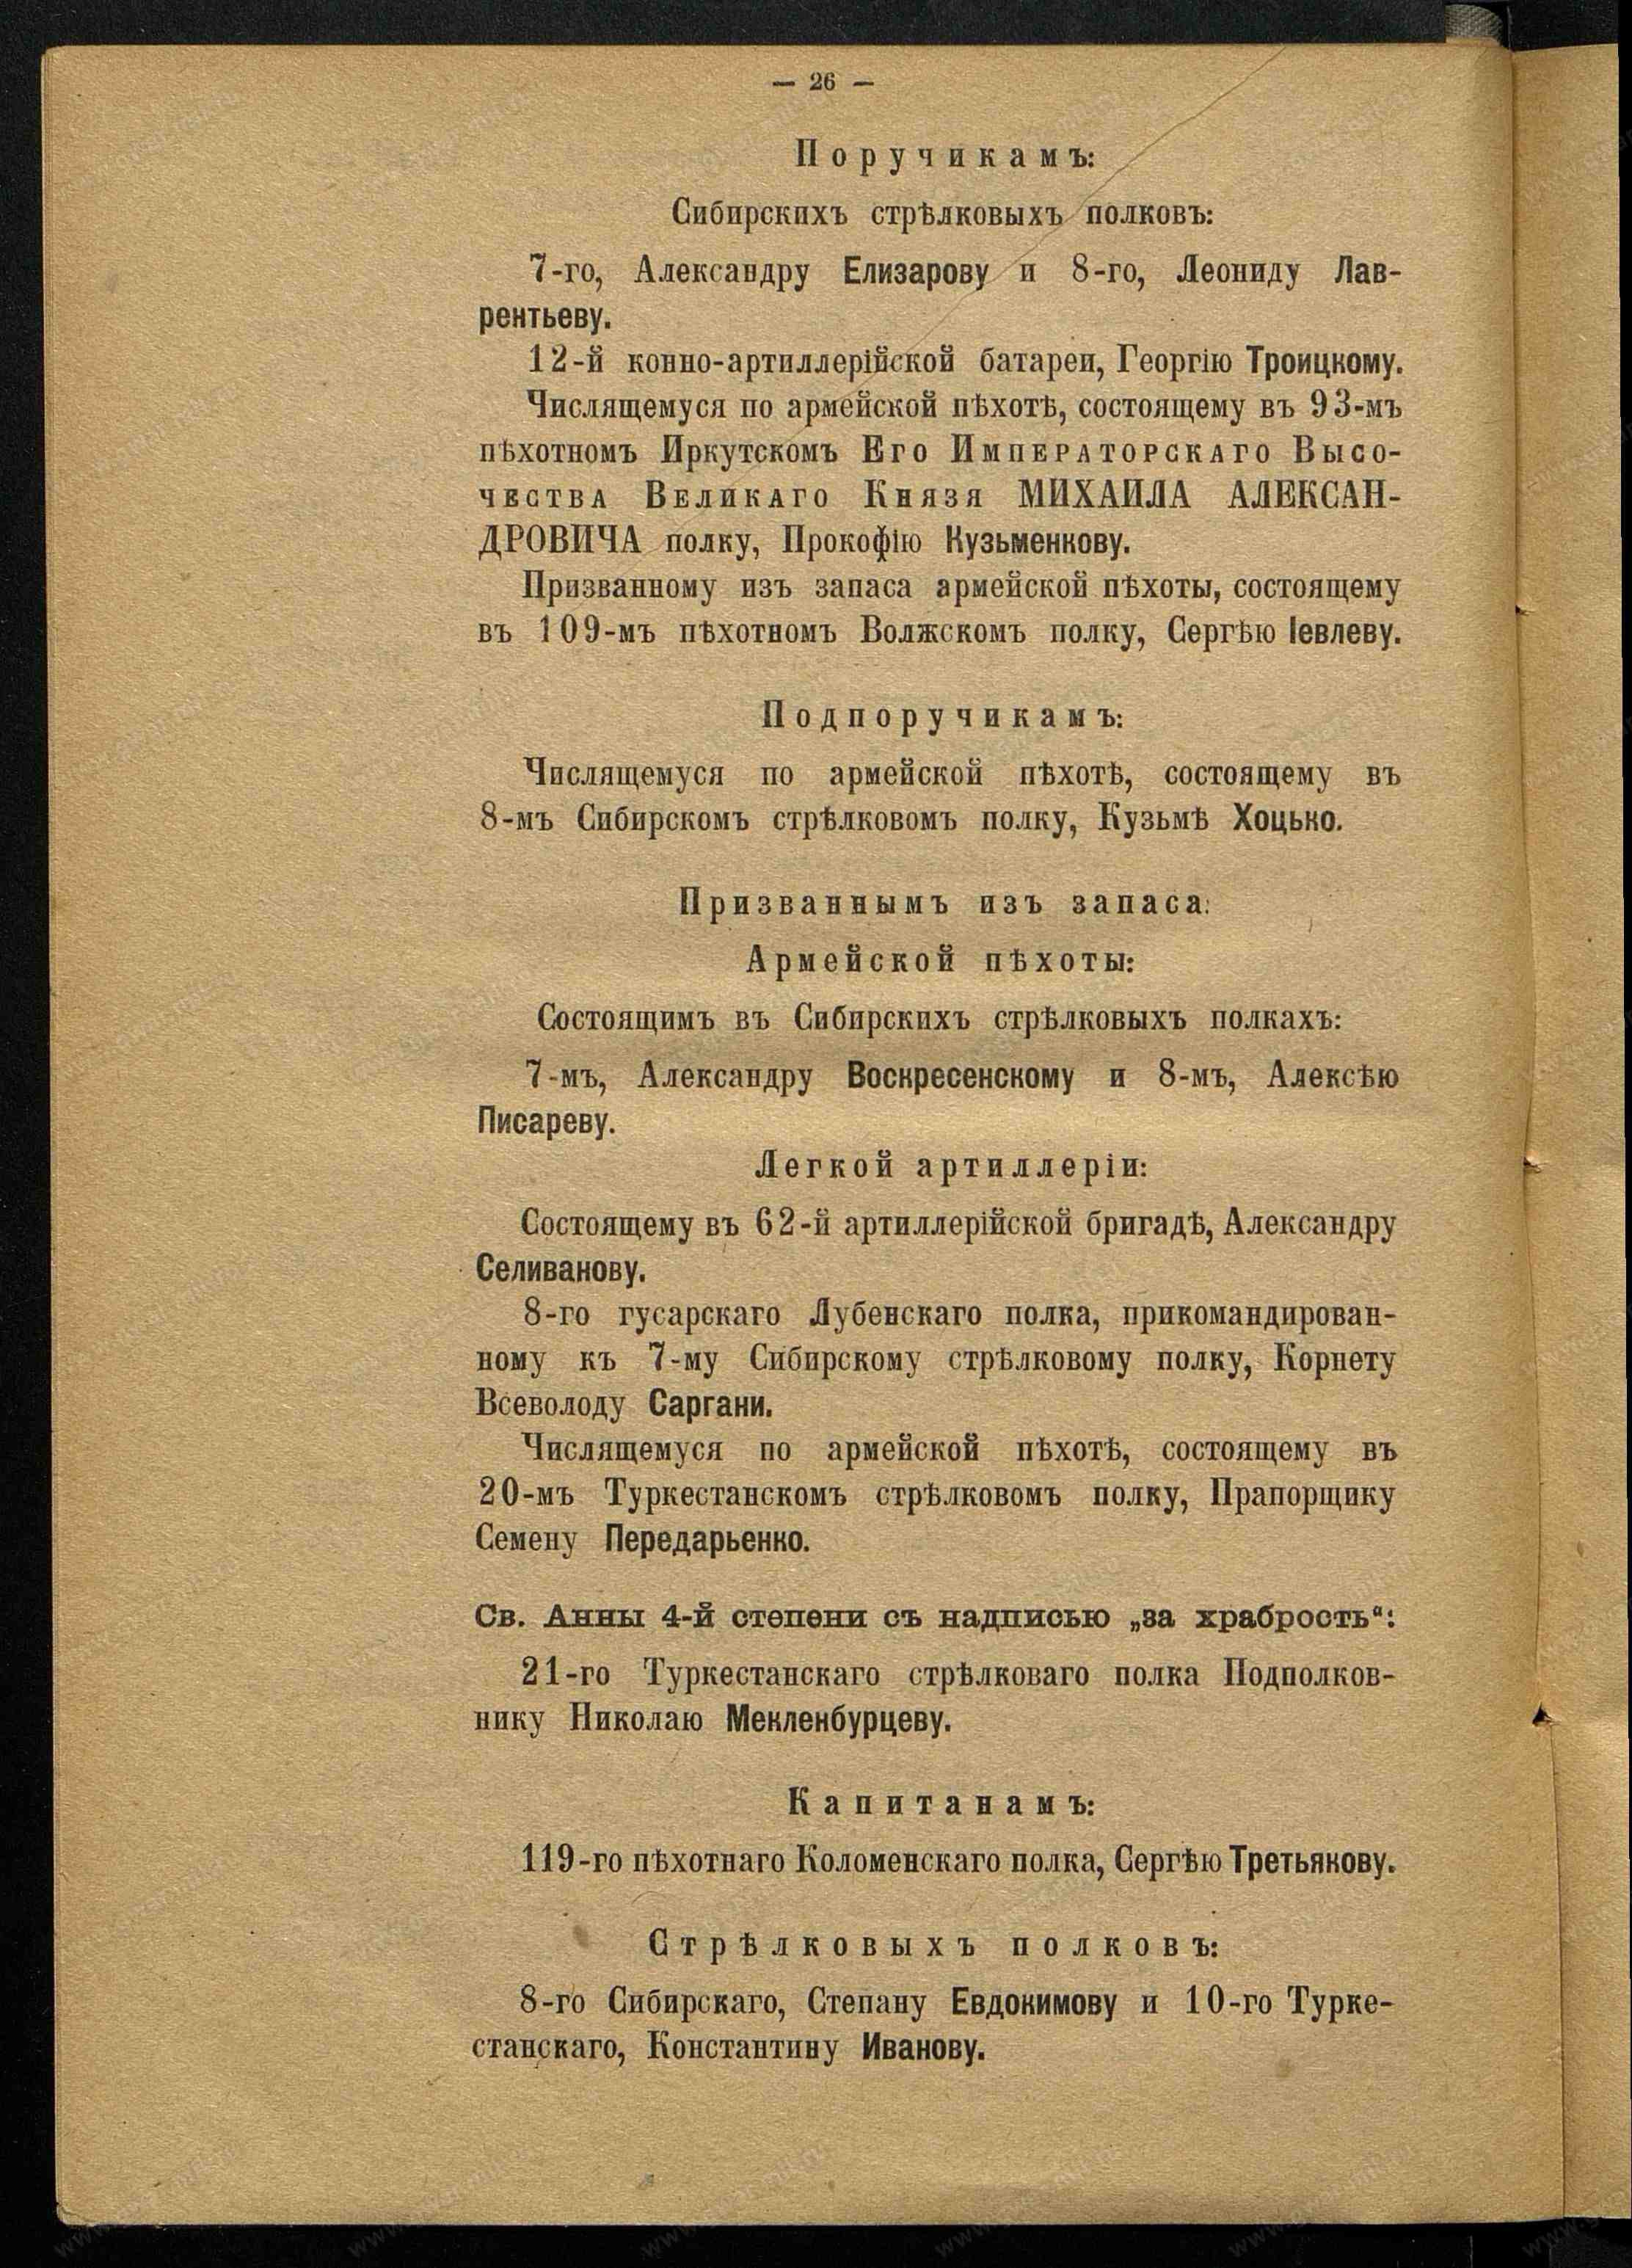 — 26 —
Поручикамъ:
Сибирскихъ стрѣлковыхъ полковъ:
7-го, Александру Елизарову и 8-го, Леониду Лав-
рентьеву.
12-й конно-артиллерійской батареи, Георгію Троицкому.
Числящемуся по армейской пѣхотѣ, состоящему въ 93-мъ
пѣхотномъ Иркутскомъ Его Императорскаго Высо-
чества Великаго Князя МИХАИЛА АЛЕКСАН-
ДРОВИЧА полку, Прокофію Кузьменкову.
Призванному изъ запаса армейской пѣхоты, состоящему
въ 109-мъ пѣхотномъ Волжскомъ полку, Сергѣю Іевлеву.
Подпоручикамъ:
Числящемуся по армейской пѣхотѣ, состоящему въ
8-мъ Сибирскомъ стрѣлковомъ полку, Кузьмѣ Хоцько.
Призваннымъ изъ запаса:
Армейской пѣхоты:
Состоящимъ въ Сибирскихъ стрѣлковыхъ полкахъ:
7-мъ, Александру Воскресенскому и 8-мъ, Алексѣю
Писареву.
Легкой артиллеріи:
Состоящему въ 62-й артиллерійской бригадѣ, Александру
Селиванову.
8-го гусарскаго Лубенскаго полка, прикомандирован-
ному къ 7-му Сибирскому стрѣлковому полку, Корнету
Всеволоду Саргани.
Числящемуся по армейской пѣхотѣ, состоящему въ
20-мъ Туркестанскомъ стрѣлковомъ полку, Прапорщику
Семену Передарьенко.
Св. Анны 4-й степени съ надписью „за храбрость“:
21-го Туркестанскаго стрѣлковаго полка Подполков-
нику Николаю Мекленбурцеву.
Капитанамъ:
119-го пѣхотнаго Коломенскаго полка, Сергѣю Третьякову.
Стрѣлковыхъ полковъ:
8-го Сибирскаго, Степану Евдокимову и 10-го Турке-
станскаго, Константину Иванову.